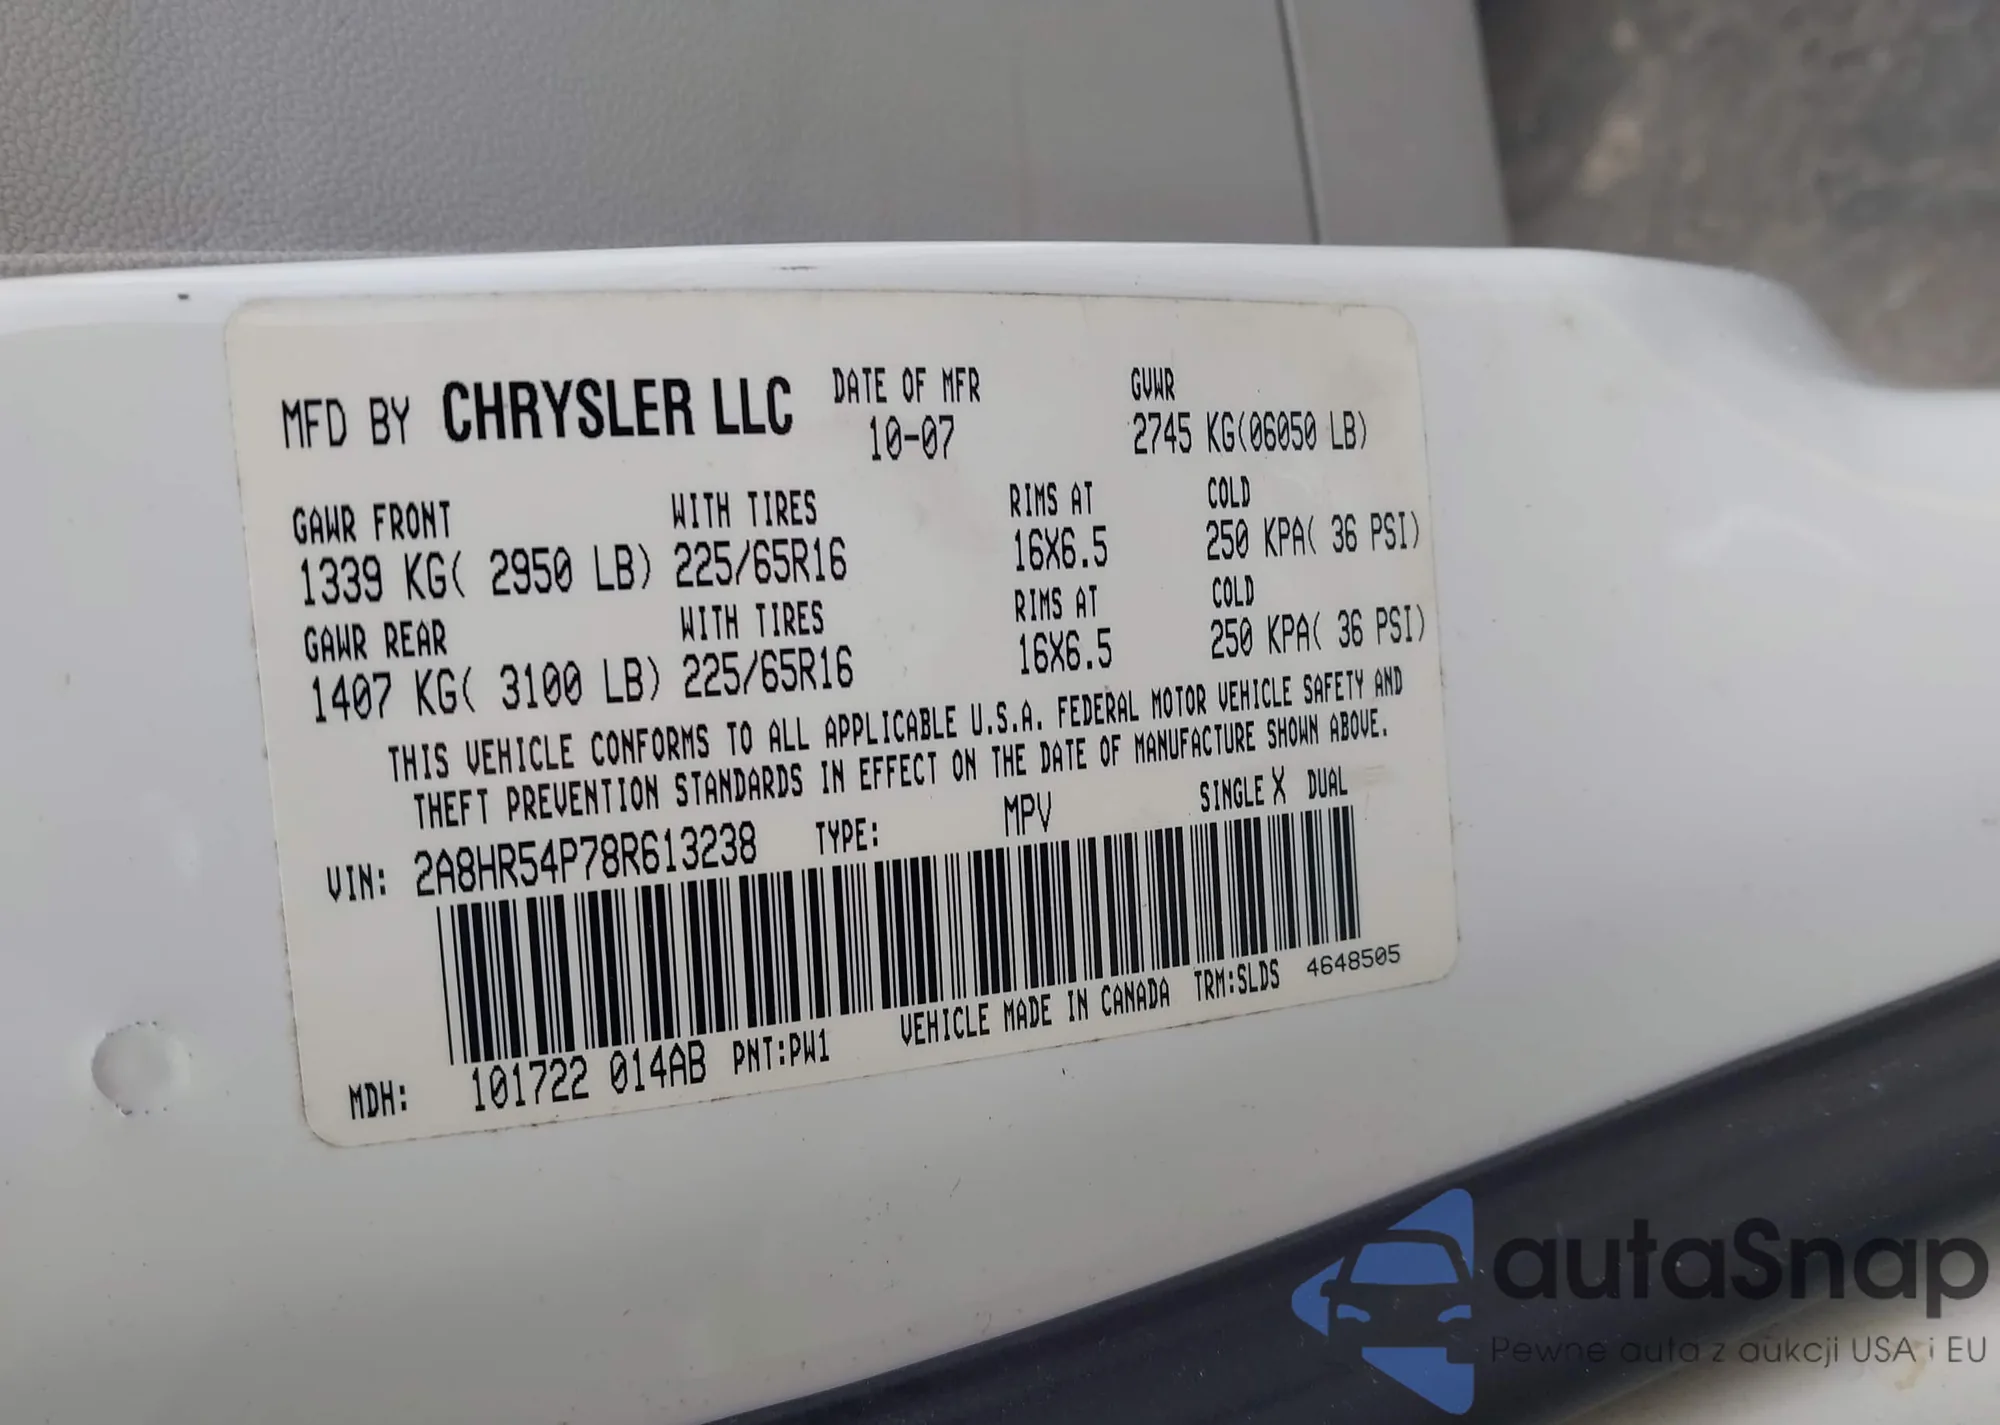 MFD BY CHRYSLER LLC DATE OF MFR GVWR
10-07 2745 KG(06050 LB)
GAWR FRONT WITH TIRES RIMS AT COLD
1339 KG( 2950 LB) 225/65R16 16X6.5 250 KPA( 36 PSI)
GAWR REAR WITH TIRES RIMS AT COLD
1407 KG( 3100 LB) 225/65R16 16X6.5 250 KPA( 36 PSI)
THIS VEHICLE CONFORMS TO ALL APPLICABLE U.S.A. FEDERAL MOTOR VEHICLE SAFETY AND
THEFT PREVENTION STANDARDS IN EFFECT ON THE DATE OF MANUFACTURE SHOWN ABOVE.
VIN: 2A8HR54P78R613238 TYPE: MPV SINGLE X DUAL
MDH: 101722 014AB PNT:PW1 VEHICLE MADE IN CANADA TRM:SLDS 4648505
autaSnap
Pewne auta z aukcji USA i EU